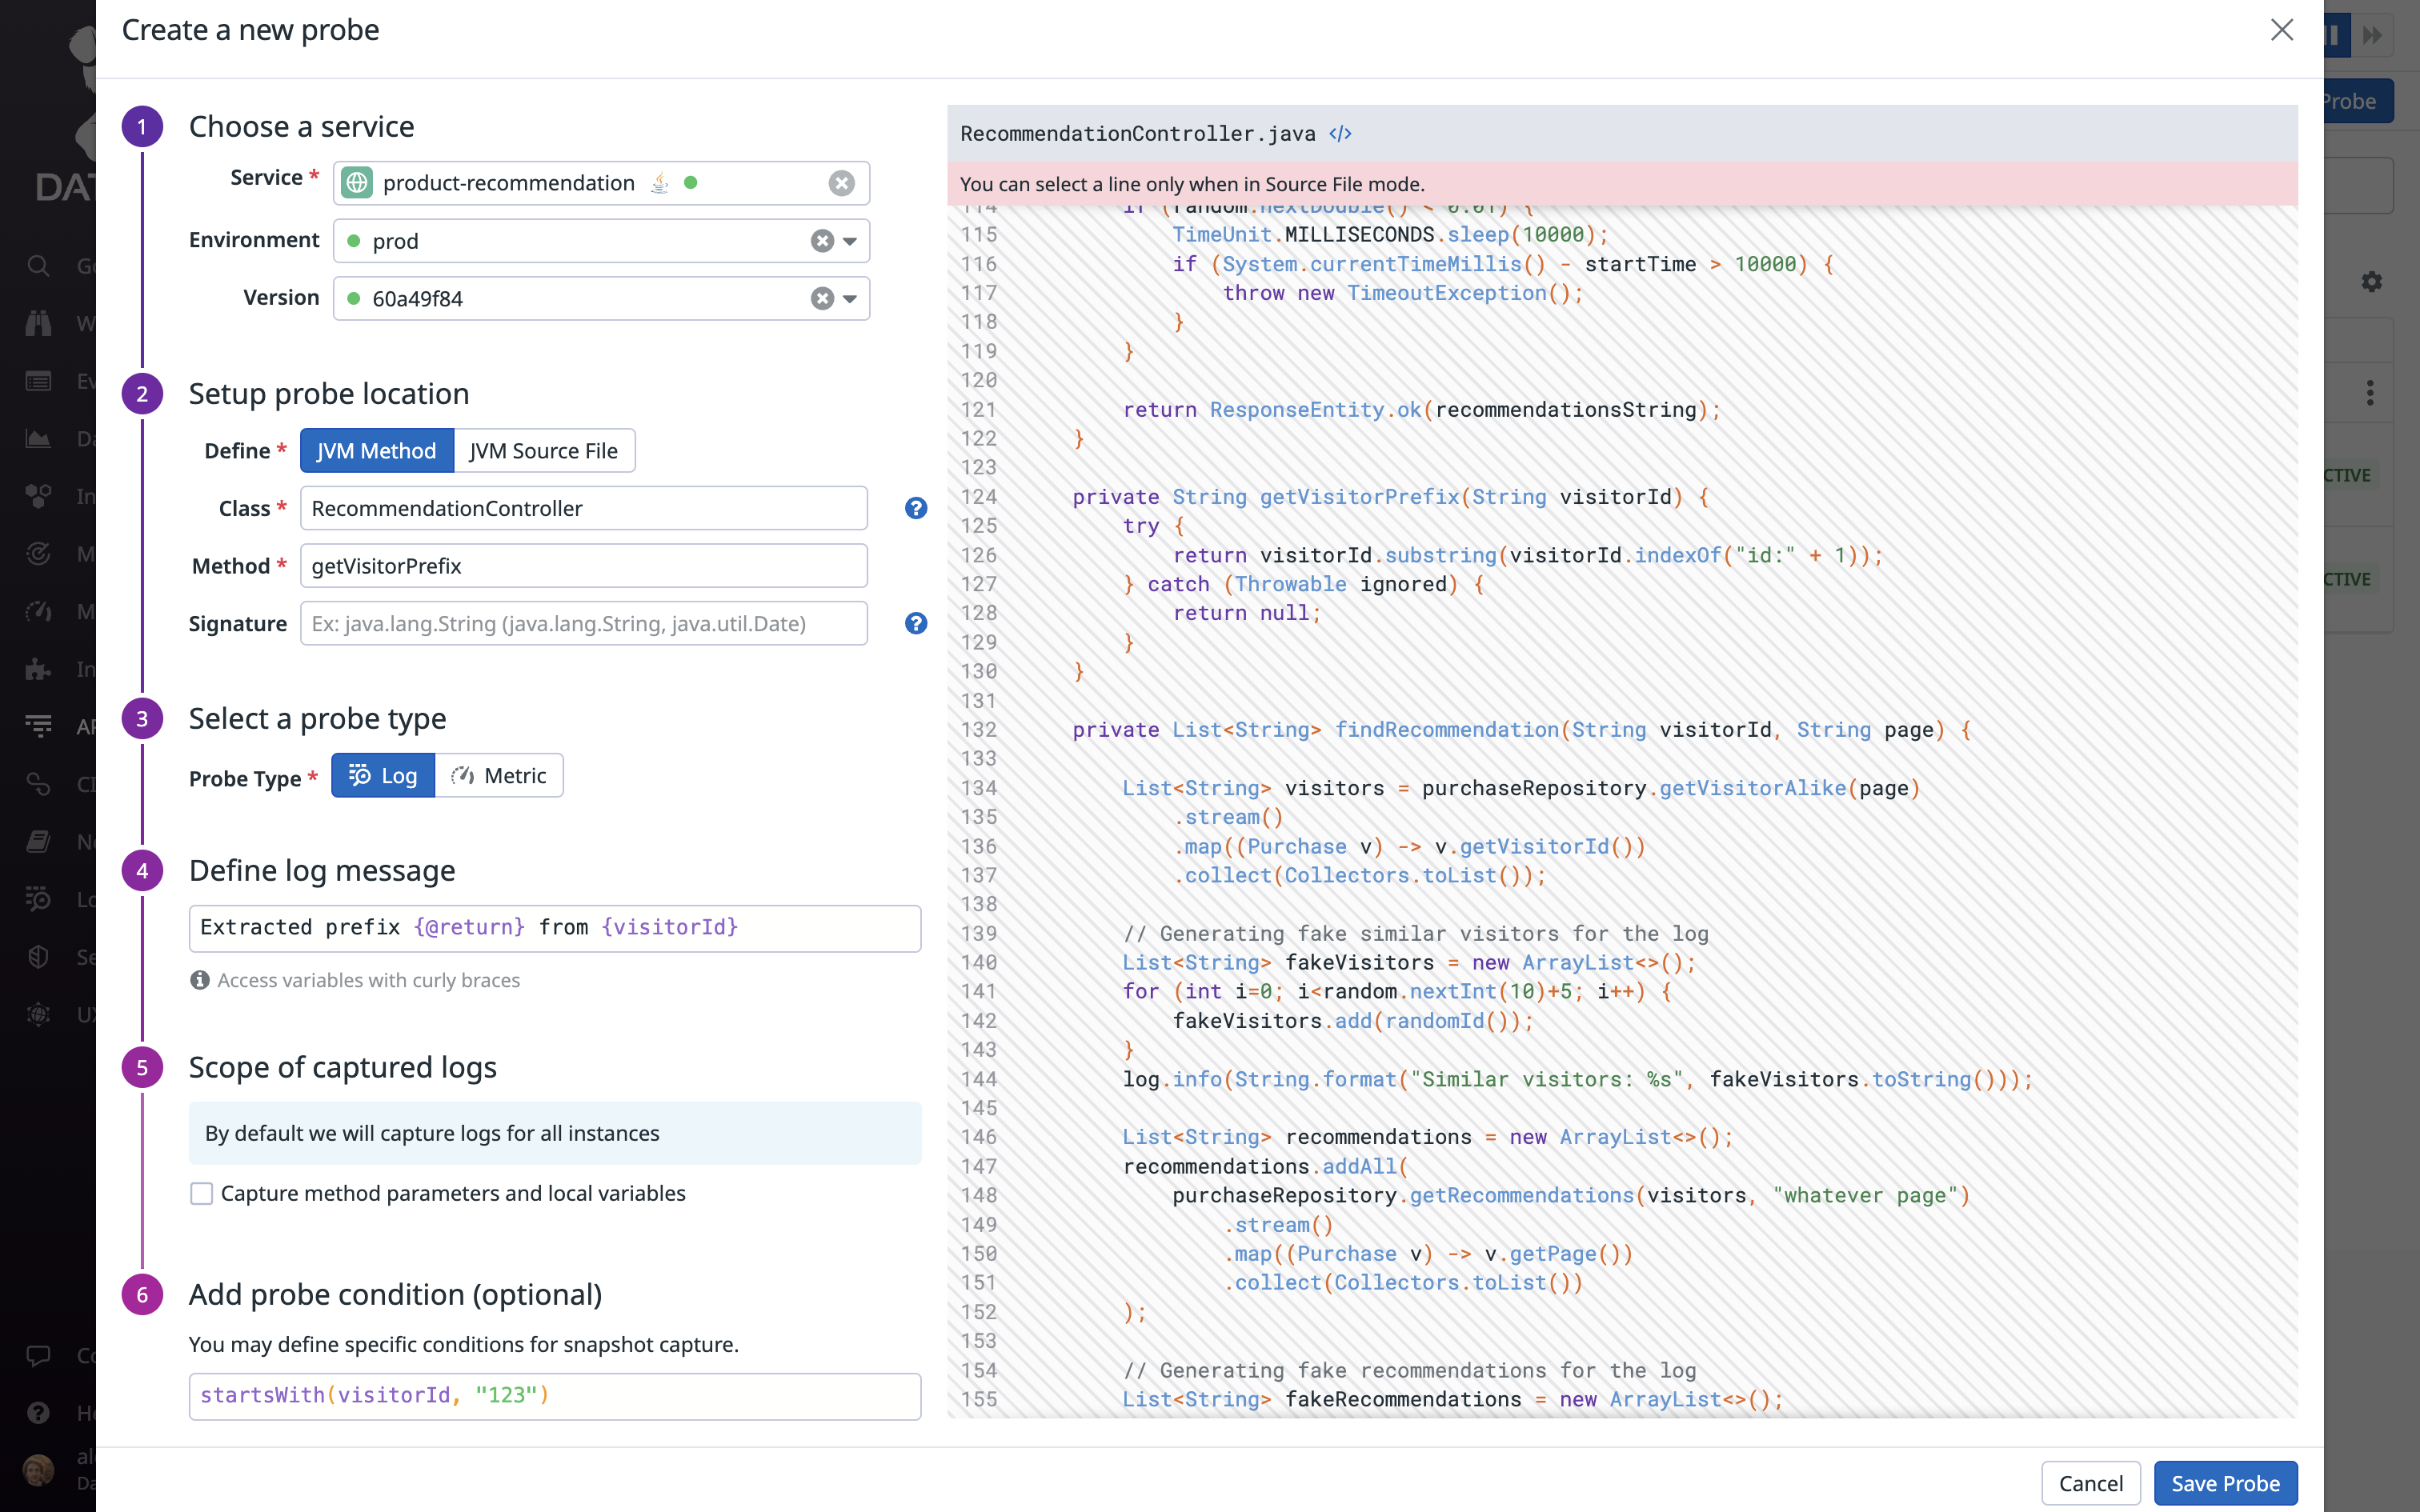 Create a new probe
Probe
DAT
1 Choose a service
Service * product-recommendation
Environment prod
Version 60a49f84
2 Setup probe location
Define * JVM Method JVM Source File
Class * RecommendationController
Method * getVisitorPrefix
Signature Ex: java.lang.String (java.lang.String, java.util.Date)
3 Select a probe type
Probe Type * Log Metric
4 Define log message
Extracted prefix {@return} from {visitorId}
Access variables with curly braces
5 Scope of captured logs
By default we will capture logs for all instances
Capture method parameters and local variables
6 Add probe condition (optional)
You may define specific conditions for snapshot capture.
startsWith(visitorId, "123")
RecommendationController.java </>
You can select a line only when in Source File mode.
114 if (random.nextDouble() < 0.01) {
115 TimeUnit.MILLISECONDS.sleep(10000);
116 if (System.currentTimeMillis() - startTime > 10000) {
117 throw new TimeoutException();
118 }
119 }
120
121 return ResponseEntity.ok(recommendationsString);
122 }
123
124 private String getVisitorPrefix(String visitorId) {
125 try {
126 return visitorId.substring(visitorId.indexOf("id:" + 1));
127 } catch (Throwable ignored) {
128 return null;
129 }
130 }
131
132 private List<String> findRecommendation(String visitorId, String page) {
133
134 List<String> visitors = purchaseRepository.getVisitorAlike(page)
135 .stream()
136 .map((Purchase v) -> v.getVisitorId())
137 .collect(Collectors.toList());
138
139 // Generating fake similar visitors for the log
140 List<String> fakeVisitors = new ArrayList<>();
141 for (int i=0; i<random.nextInt(10)+5; i++) {
142 fakeVisitors.add(randomId());
143 }
144 log.info(String.format("Similar visitors: %s", fakeVisitors.toString()));
145
146 List<String> recommendations = new ArrayList<>();
147 recommendations.addAll(
148 purchaseRepository.getRecommendations(visitors, "whatever page")
149 .stream()
150 .map((Purchase v) -> v.getPage())
151 .collect(Collectors.toList())
152 );
153
154 // Generating fake recommendations for the log
155 List<String> fakeRecommendations = new ArrayList<>();
CTIVE
CTIVE
Cancel Save Probe